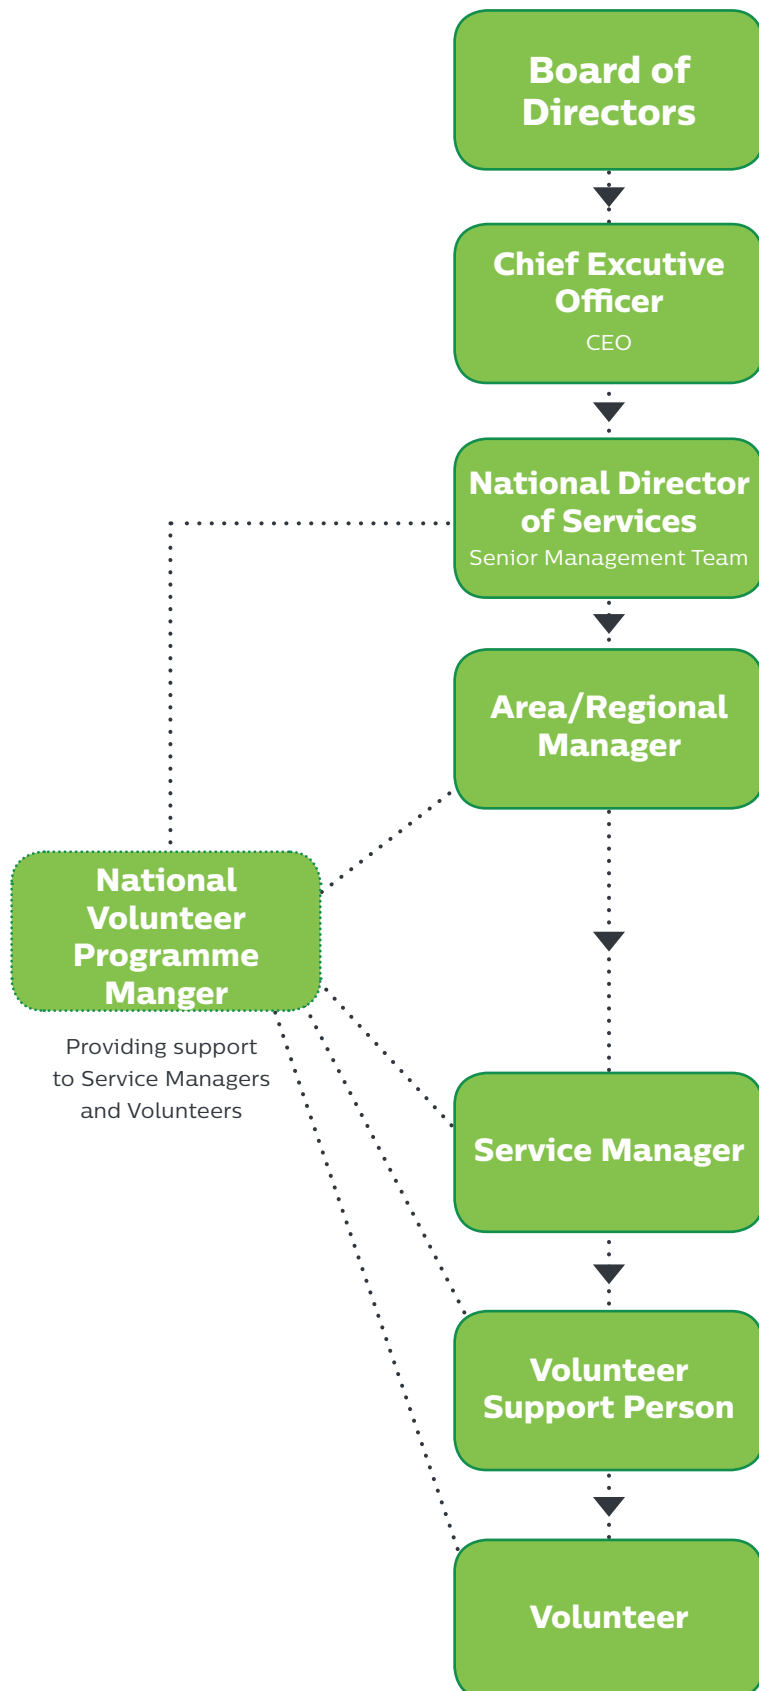 Board of
Directors
Chief Excutive
Officer
CEO
National Director
of Services
Senior Management Team
Area/Regional
Manager
National
Volunteer
Programme
Manger
Providing support
to Service Managers
and Volunteers
Service Manager
Volunteer
Support Person
Volunteer